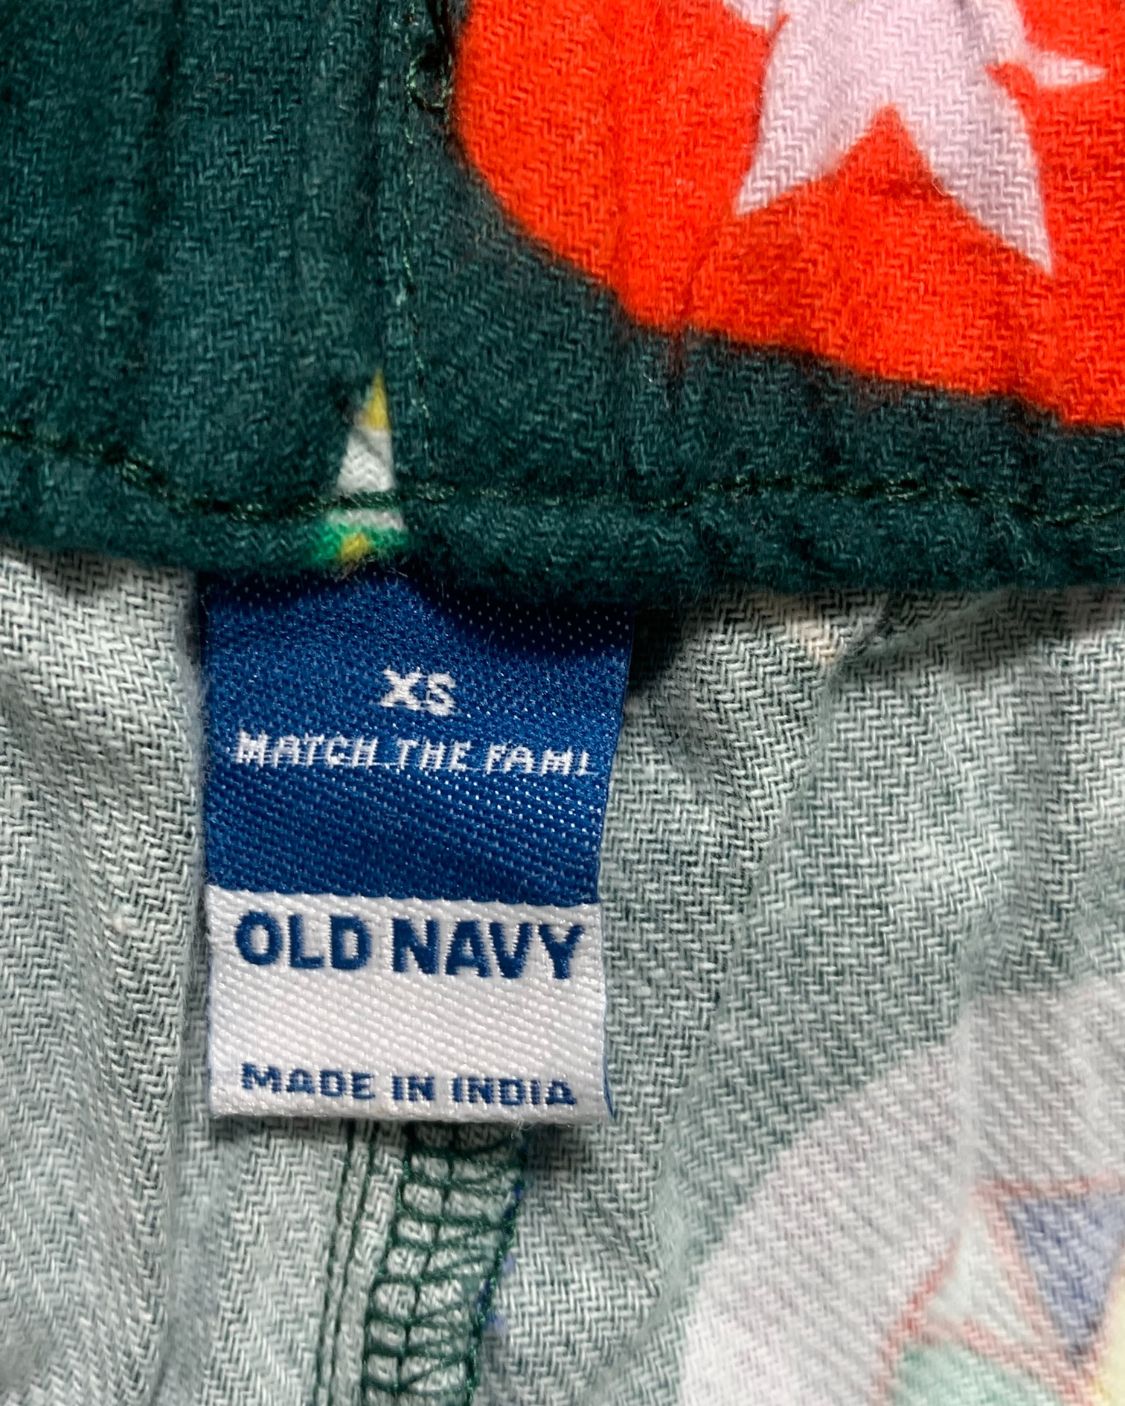 XS
MATCH THE FAMI
OLD NAVY
MADE IN INDIA